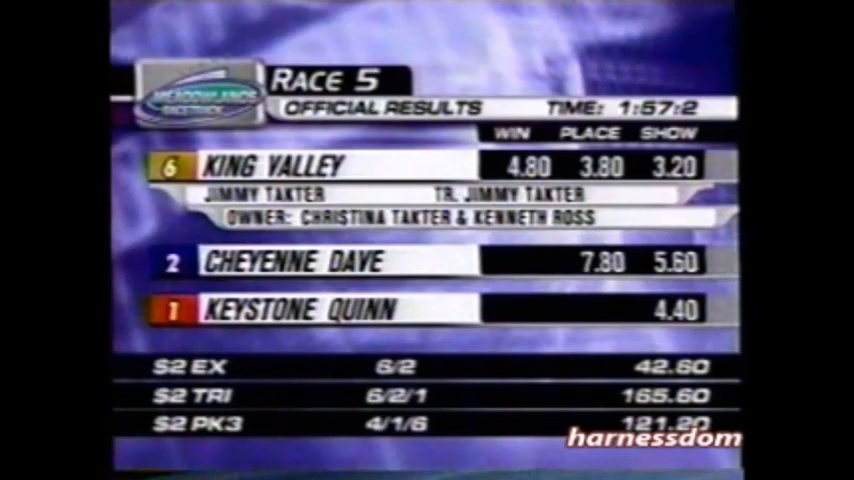 MEADOWLANDS
RACETRACK
RACE 5
OFFICIAL RESULTS TIME: 1:57:2
WIN PLACE SHOW
6 KING VALLEY 4.80 3.80 3.20
JIMMY TAKTER TR. JIMMY TAKTER
OWNER: CHRISTINA TAKTER & KENNETH ROSS
2 CHEYENNE DAVE 7.80 5.60
1 KEYSTONE QUINN 4.40
$2 EX 6/2 42.60
$2 TRI 6/2/1 165.60
$2 PK3 4/1/6 121.20
harnessdom